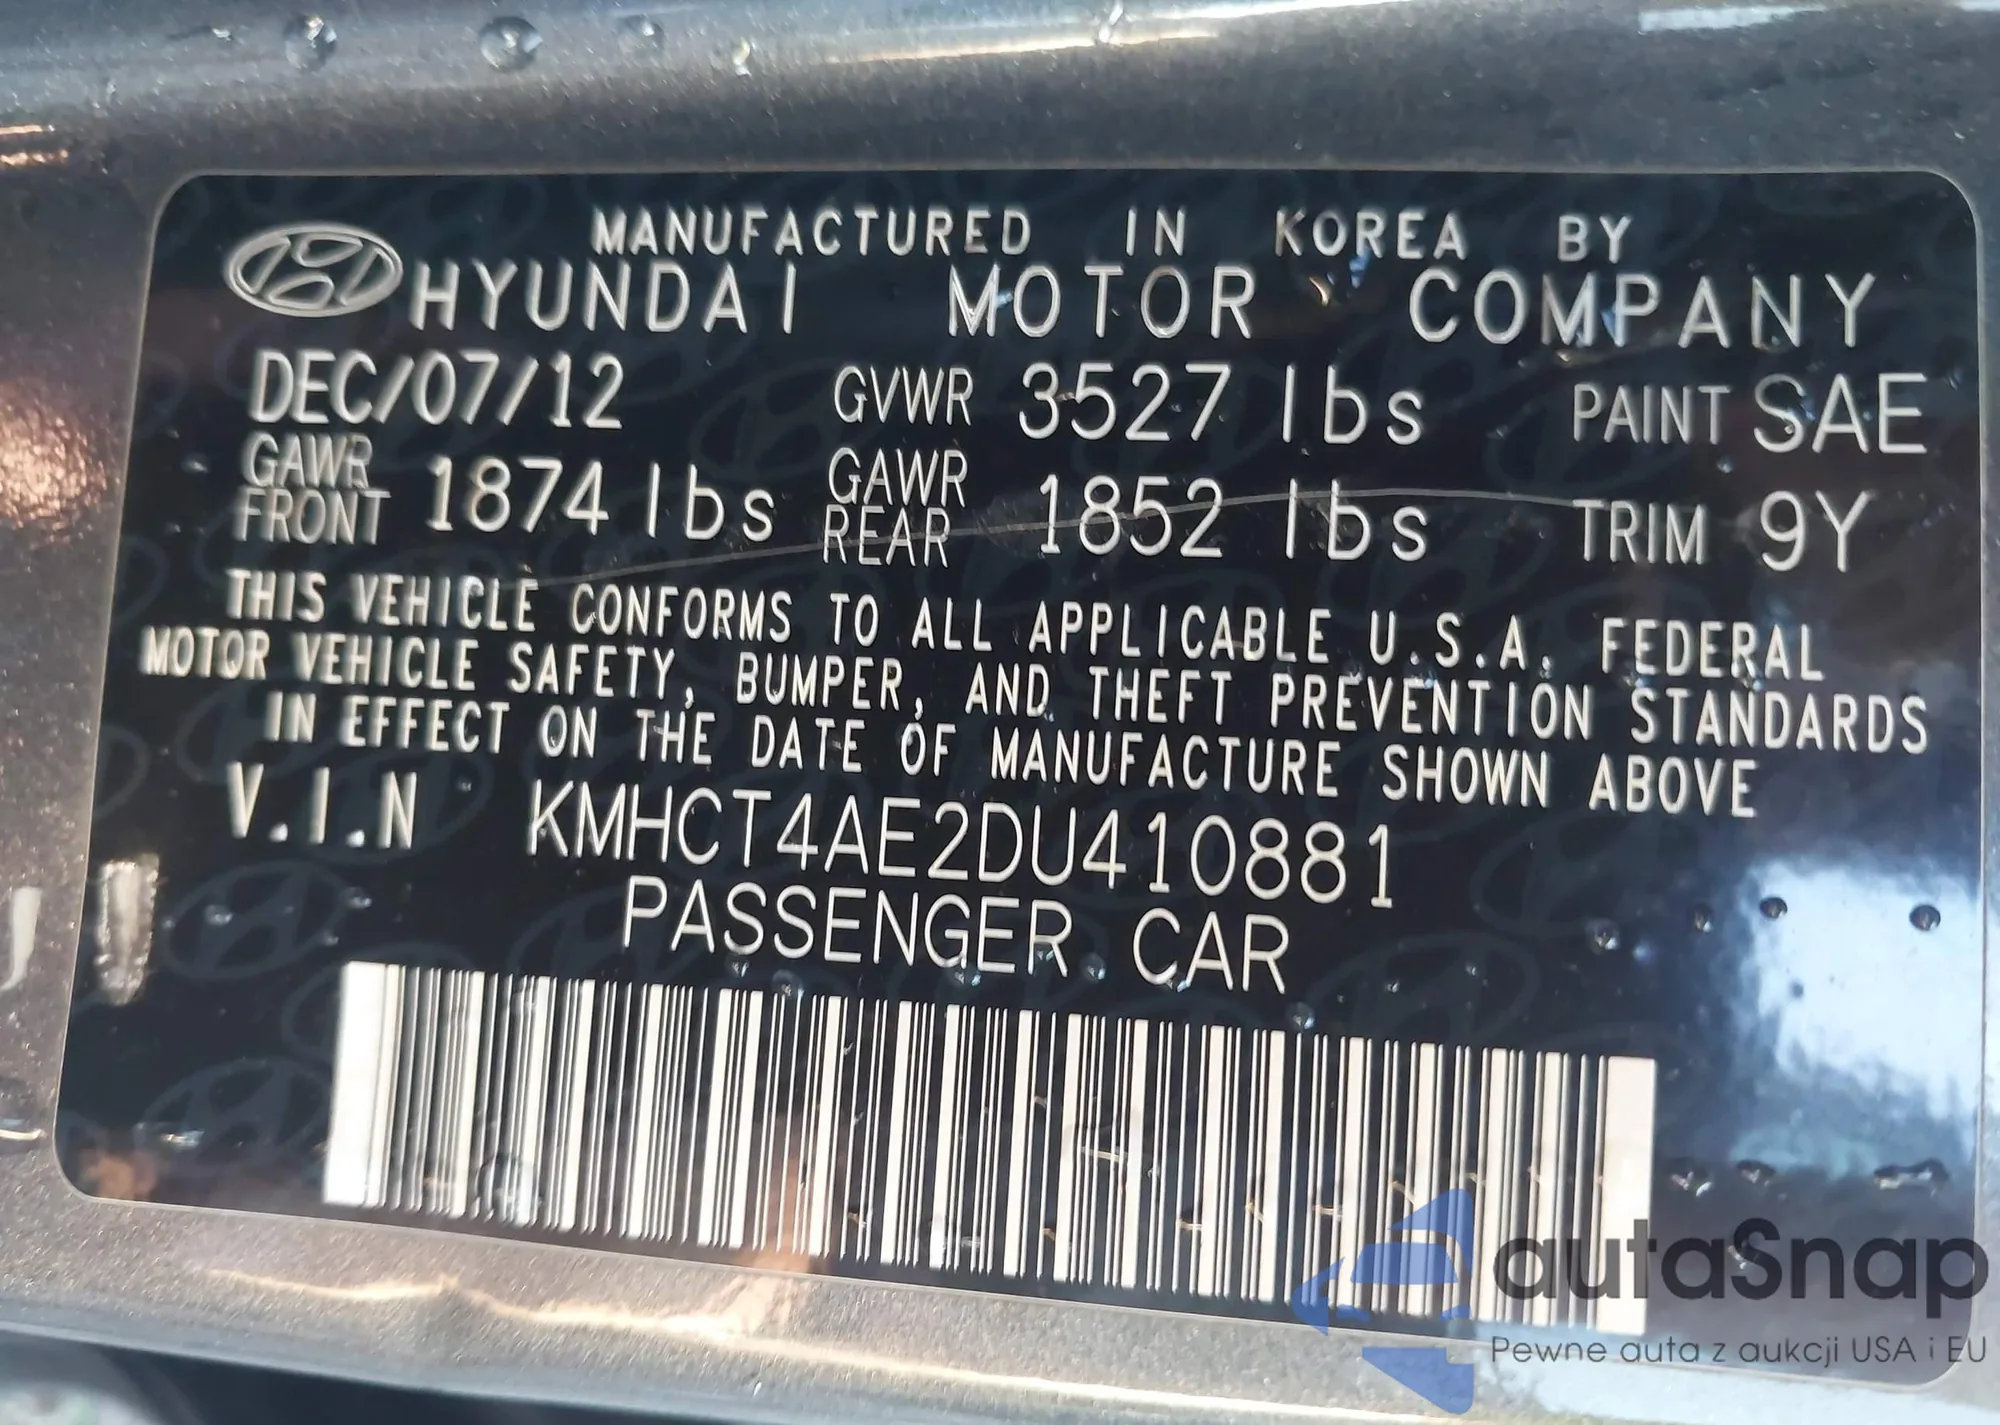 MANUFACTURED IN KOREA BY
HYUNDAI MOTOR COMPANY
DEC/07/12 GVWR 3527 lbs PAINT SAE
GAWR FRONT 1874 lbs GAWR REAR 1852 lbs TRIM 9Y
THIS VEHICLE CONFORMS TO ALL APPLICABLE U.S.A. FEDERAL
MOTOR VEHICLE SAFETY, BUMPER, AND THEFT PREVENTION STANDARDS
IN EFFECT ON THE DATE OF MANUFACTURE SHOWN ABOVE
V.I.N KMHCT4AE2DU410881
PASSENGER CAR
autaSnap
Pewne auta z aukcji USA i EU